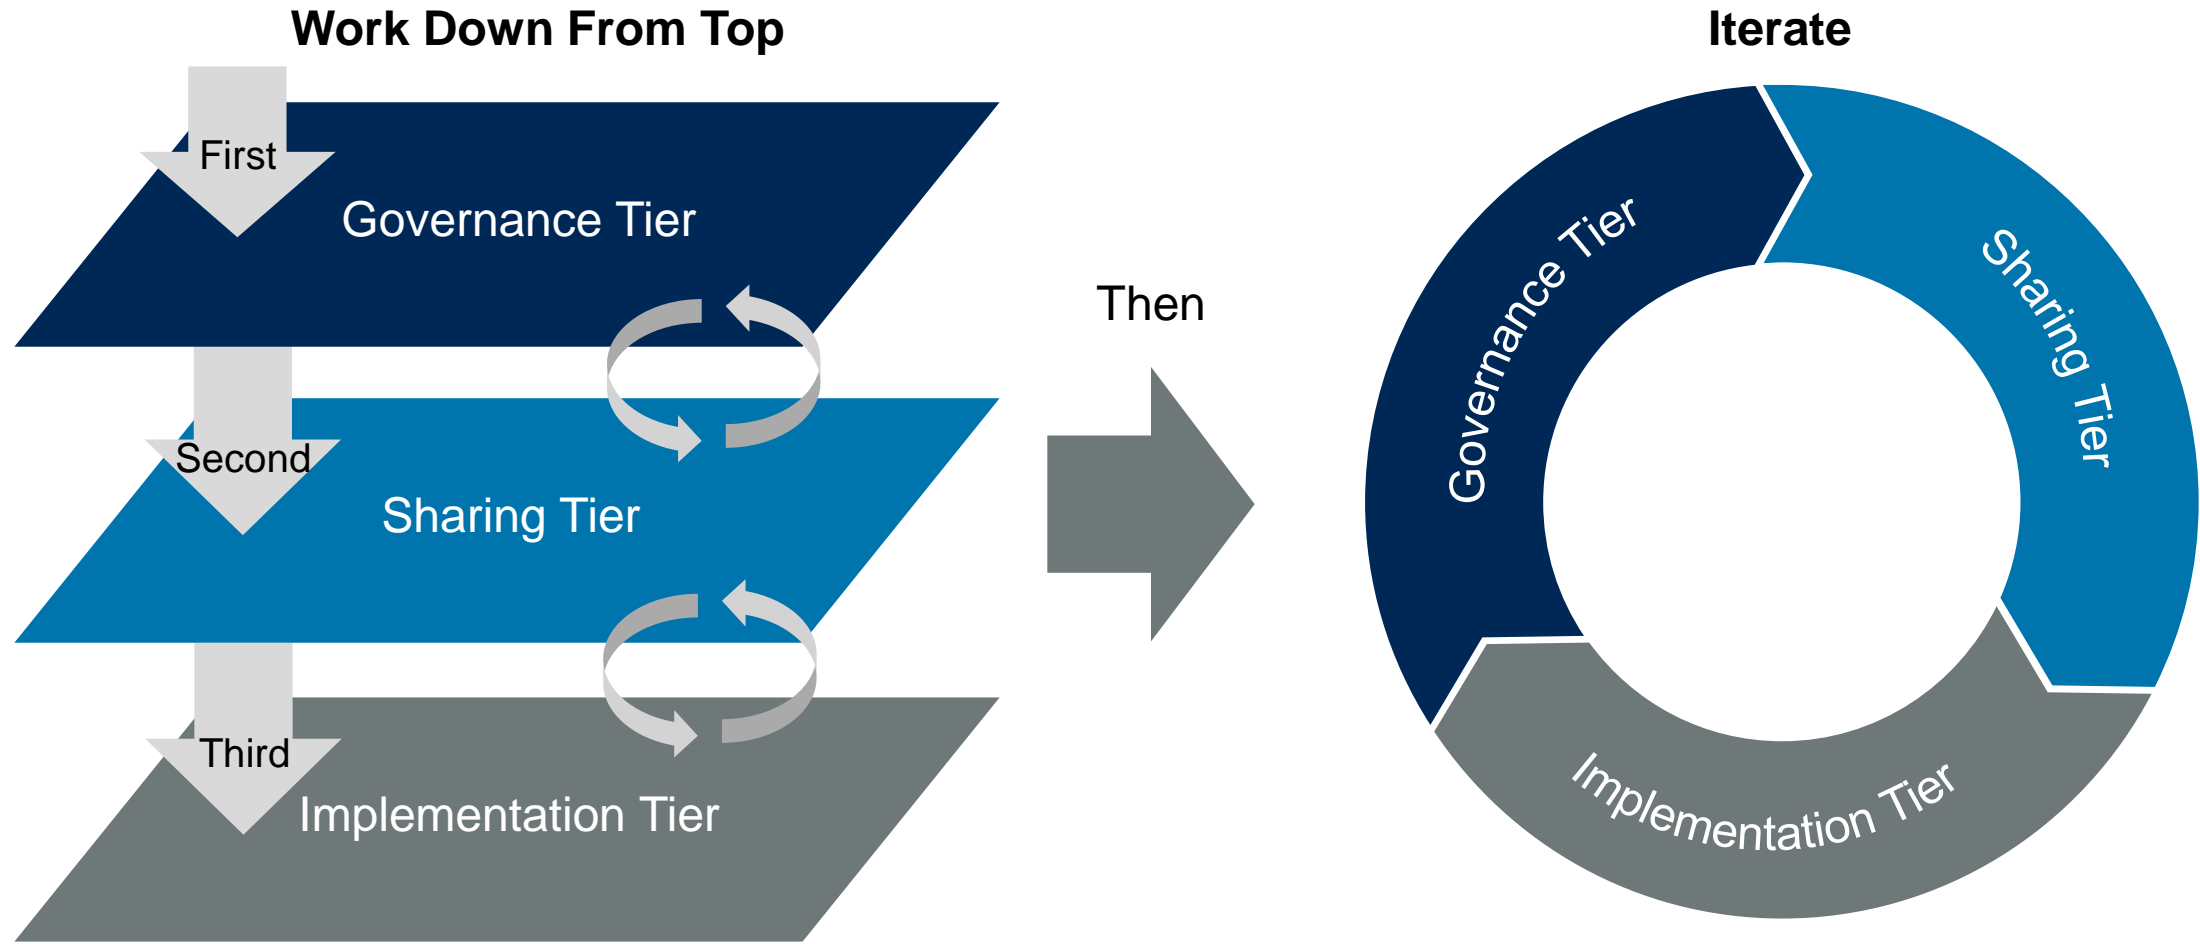 Work Down From Top
First
Governance Tier
Second
Sharing Tier
Third
Implementation Tier
Then
Iterate
Governance Tier
Sharing Tier
Implementation Tier